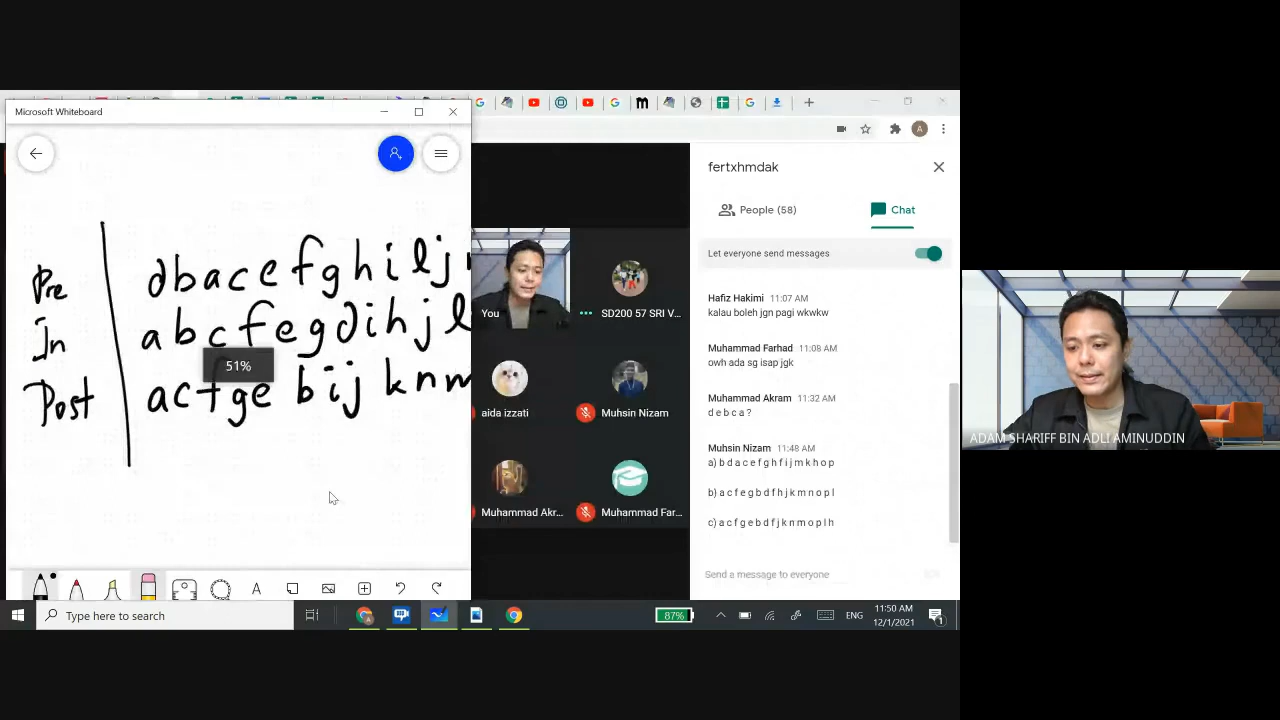 Microsoft Whiteboard
Pre
dbacefghilj
In
abcfegdihjl
51%
Post
acfge bij knm
You
SD200 57 SRI V...
aida izzati
Muhsin Nizam
Muhammad Akr...
Muhammad Far...
fertxhmdak
People (58)
Chat
Let everyone send messages
Hafiz Hakimi 11:07 AM
kalau boleh jgn pagi wkwkw
Muhammad Farhad 11:08 AM
owh ada sg isap jgk
Muhammad Akram 11:32 AM
d e b c a ?
Muhsin Nizam 11:48 AM
a) b d a c e f g h f i j m k h o p
b) a c f e g b d f h j k m n o p l
c) a c f g e b d f j k n m o p l h
Send a message to everyone
ADAM SHARIFF BIN ADLI AMINUDDIN
Type here to search
87%
ENG
11:50 AM
12/1/2021